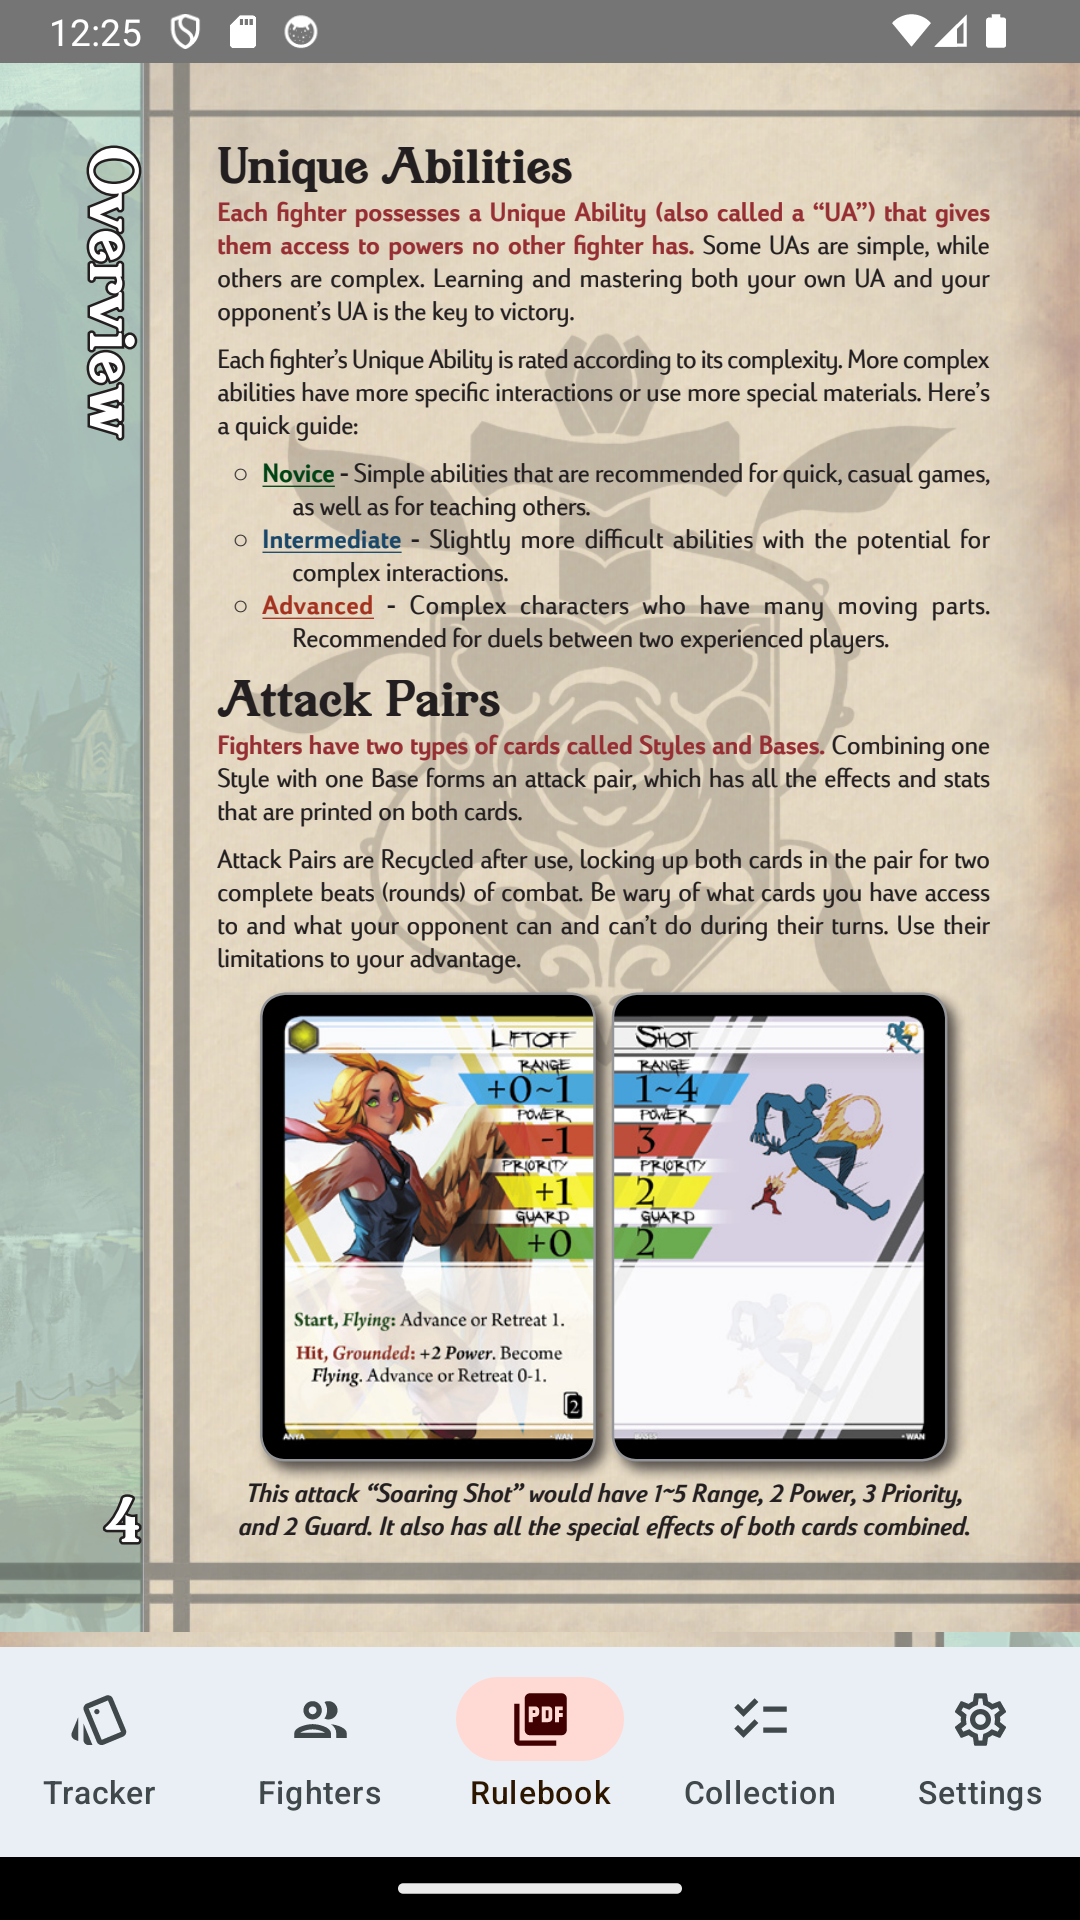 12:25
Overview
Unique Abilities
Each fighter possesses a Unique Ability (also called a “UA”) that gives
them access to powers no other fighter has. Some UAs are simple, while
others are complex. Learning and mastering both your own UA and your
opponent’s UA is the key to victory.
Each fighter’s Unique Ability is rated according to its complexity. More complex
abilities have more specific interactions or use more special materials. Here’s
a quick guide:
○ Novice - Simple abilities that are recommended for quick, casual games,
as well as for teaching others.
○ Intermediate - Slightly more difficult abilities with the potential for
complex interactions.
○ Advanced - Complex characters who have many moving parts.
Recommended for duels between two experienced players.
Attack Pairs
Fighters have two types of cards called Styles and Bases. Combining one
Style with one Base forms an attack pair, which has all the effects and stats
that are printed on both cards.
Attack Pairs are Recycled after use, locking up both cards in the pair for two
complete beats (rounds) of combat. Be wary of what cards you have access
to and what your opponent can and can’t do during their turns. Use their
limitations to your advantage.
Liftoff
Range
+0~1
Power
-1
Priority
+1
Guard
+0
Start, Flying: Advance or Retreat 1.
Hit, Grounded: +2 Power. Become
Flying. Advance or Retreat 0-1.
2
ANYA
• WAN
Shot
Range
1~4
Power
3
Priority
2
Guard
2
BASES
• WAN
This attack “Soaring Shot” would have 1~5 Range, 2 Power, 3 Priority,
and 2 Guard. It also has all the special effects of both cards combined.
4
PDF
Tracker
Fighters
Rulebook
Collection
Settings